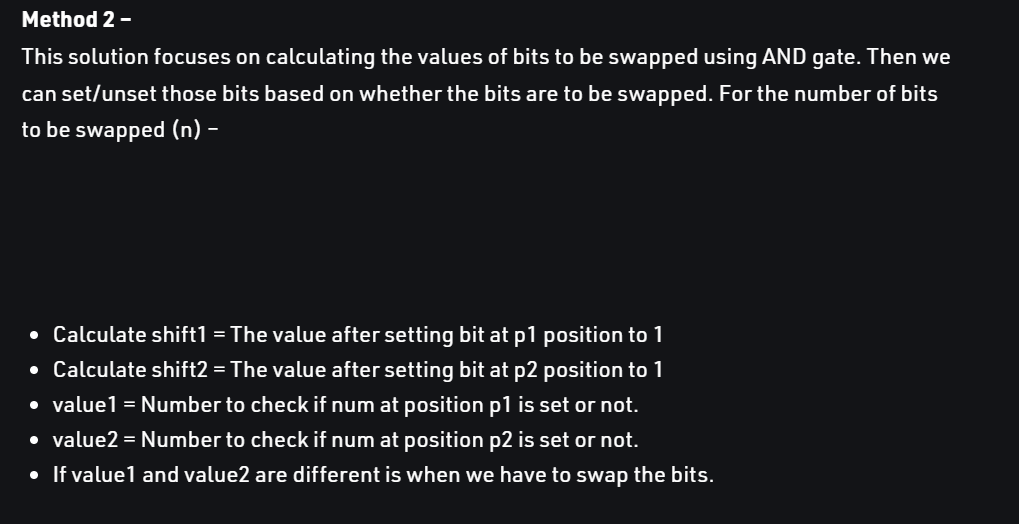 Method 2 –
This solution focuses on calculating the values of bits to be swapped using AND gate. Then we
can set/unset those bits based on whether the bits are to be swapped. For the number of bits
to be swapped (n) –
• Calculate shift1 = The value after setting bit at p1 position to 1
• Calculate shift2 = The value after setting bit at p2 position to 1
• value1 = Number to check if num at position p1 is set or not.
• value2 = Number to check if num at position p2 is set or not.
• If value1 and value2 are different is when we have to swap the bits.